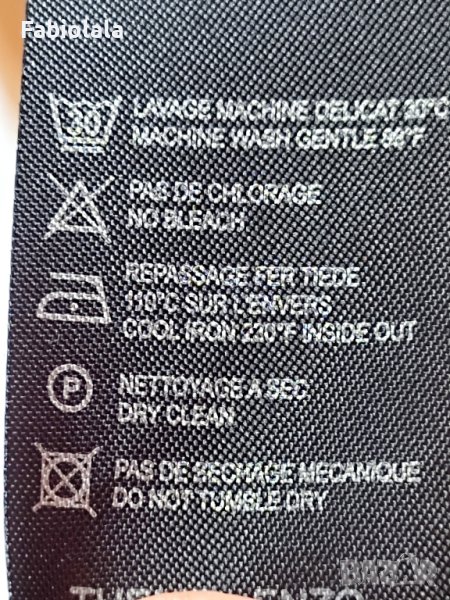 Fabiolala
30 LAVAGE MACHINE DELICAT 30°C
MACHINE WASH GENTLE 86°F
PAS DE CHLORAGE
NO BLEACH
REPASSAGE FER TIEDE
110°C SUR L'ENVERS
COOL IRON 230°F INSIDE OUT
P NETTOYAGE A SEC
DRY CLEAN
PAS DE SECHAGE MECANIQUE
DO NOT TUMBLE DRY